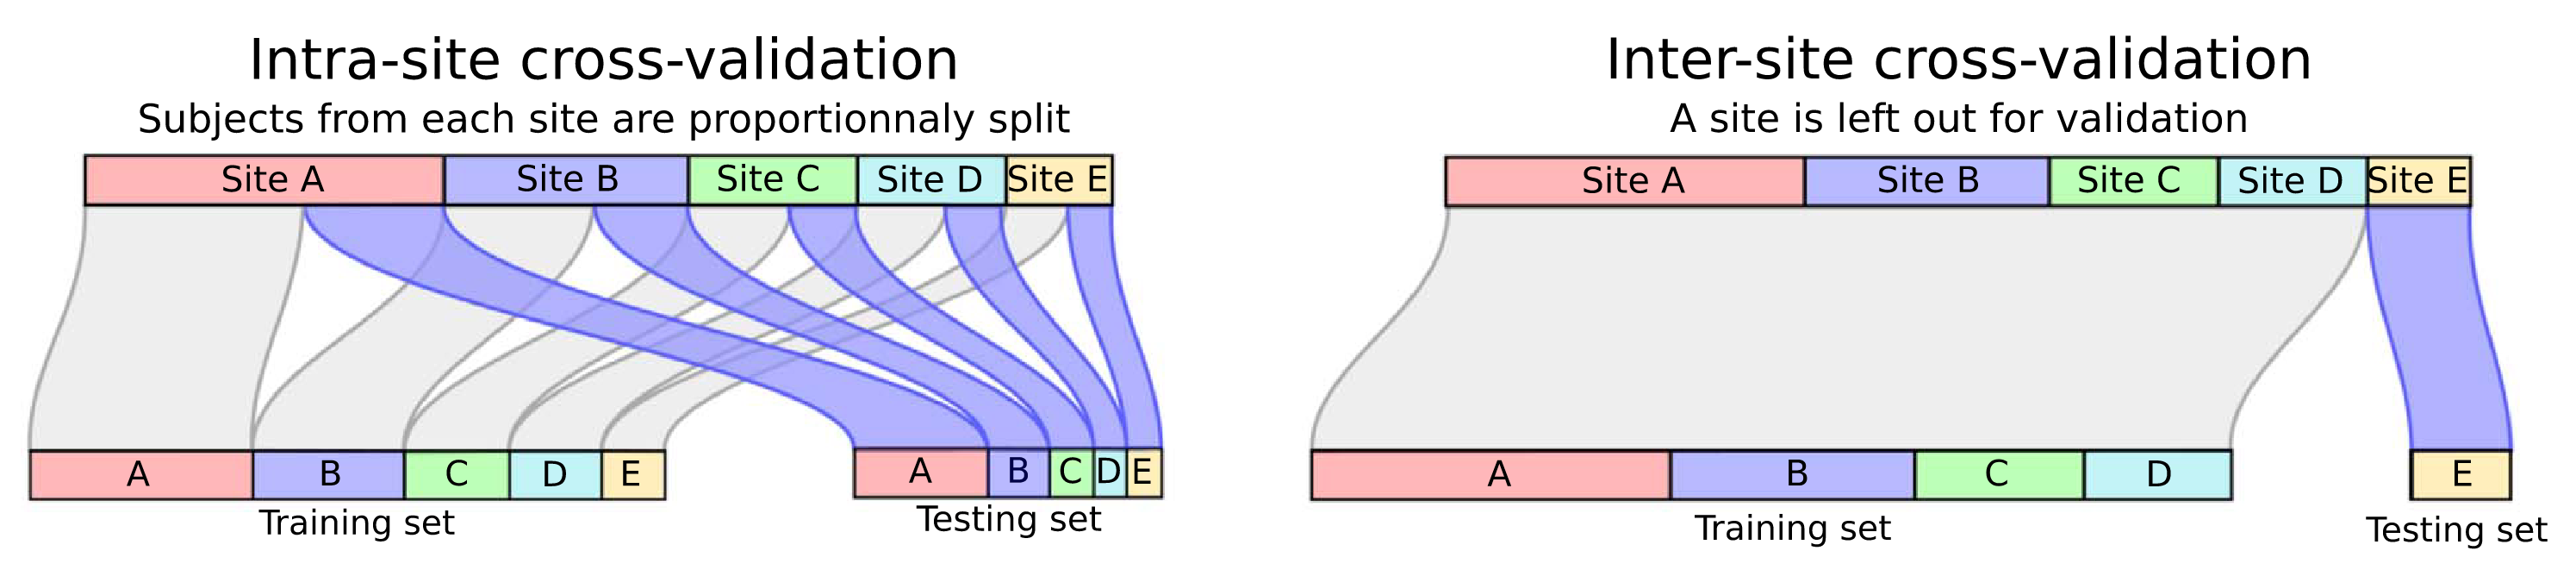 Intra-site cross-validation
Subjects from each site are proportionnaly split
Site A Site B Site C Site D Site E
A B C D E
Training set
A B C D E
Testing set
Inter-site cross-validation
A site is left out for validation
Site A Site B Site C Site D Site E
A B C D
Training set
E
Testing set